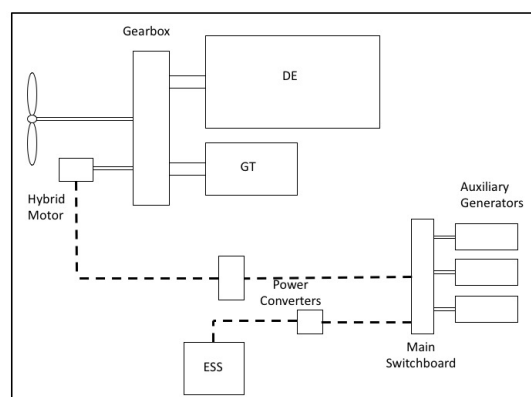 Gearbox
DE
GT
Hybrid
Motor
Auxiliary
Generators
Power
Converters
Main
Switchboard
ESS